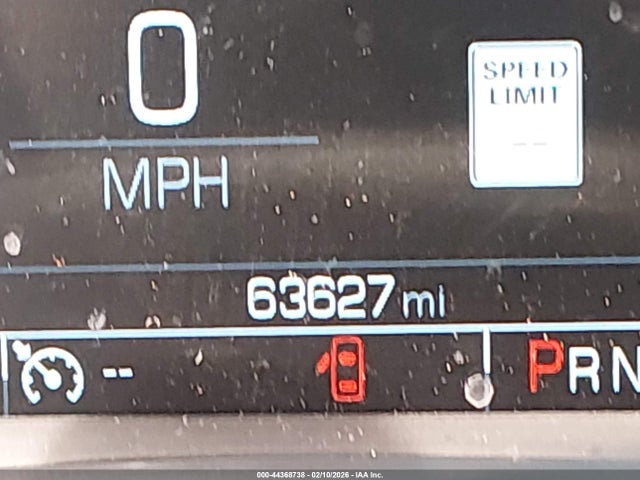 0
MPH
SPEED
LIMIT
--
63627 mi
--
PRN
000-44368738 - 02/10/2026 - IAA Inc.